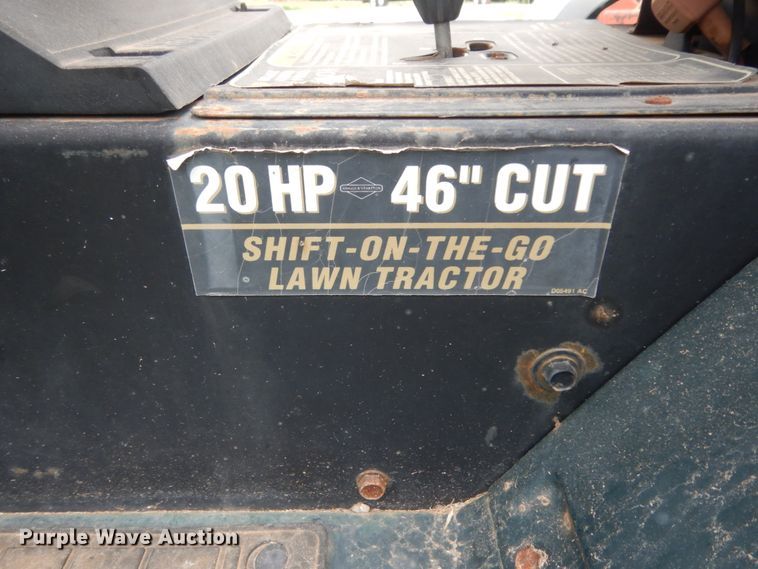 20 HP 46" CUT
SHIFT-ON-THE-GO
LAWN TRACTOR
D05491 AC
Purple Wave Auction